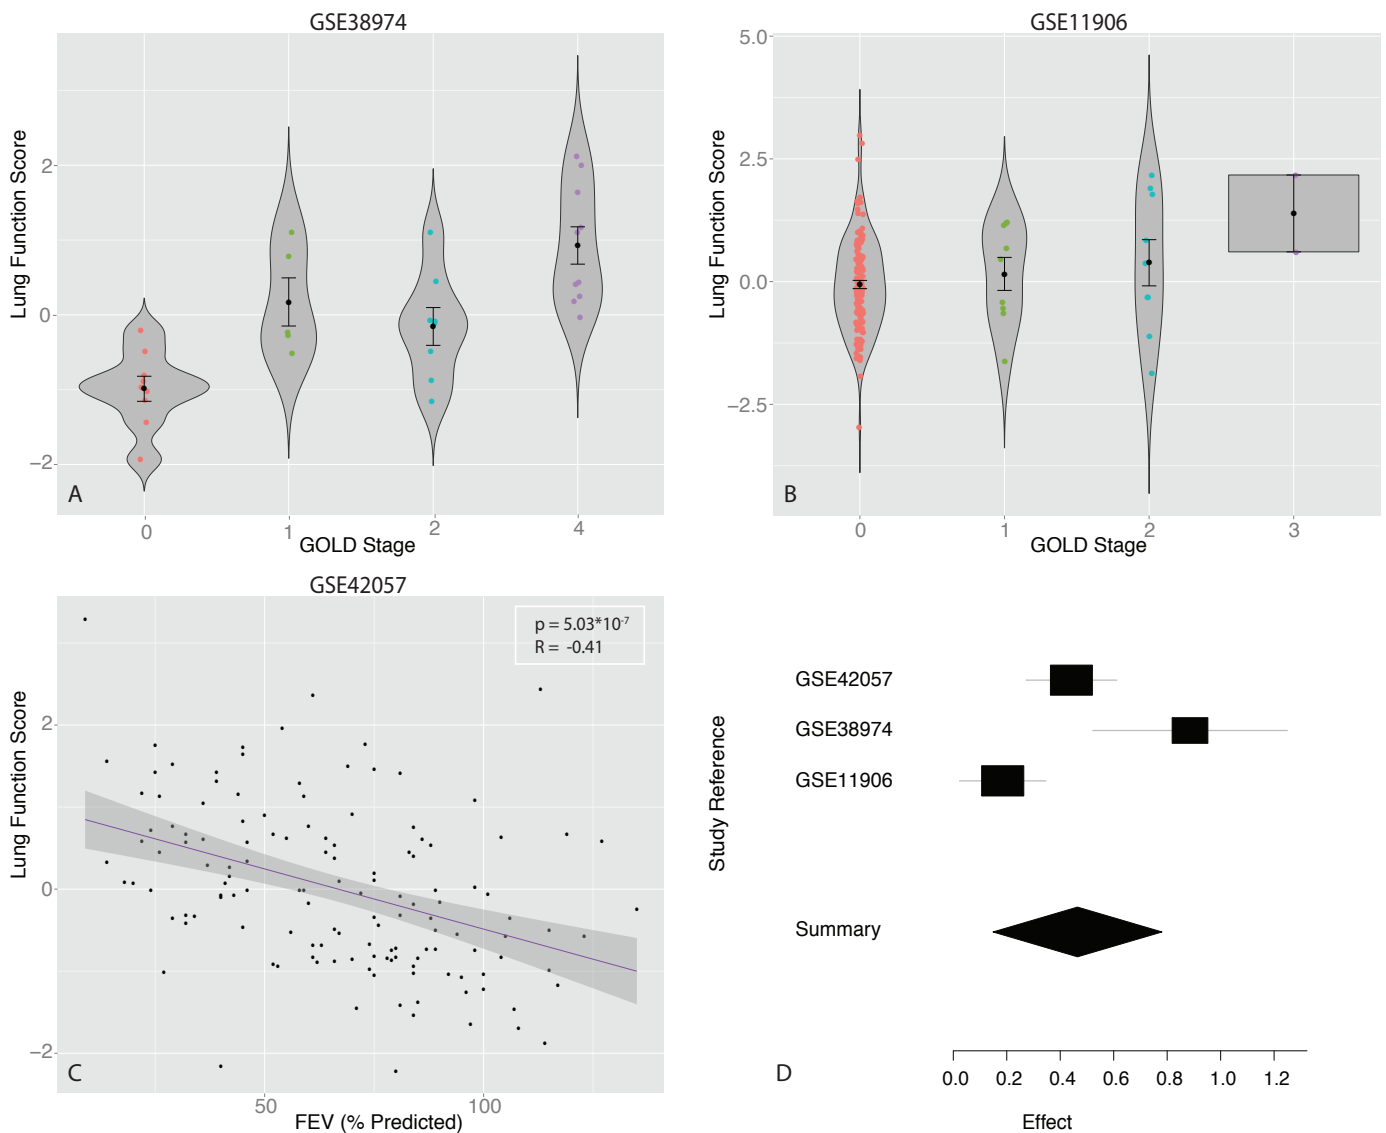 GSE38974
Lung Function Score
2
0
−2
A
0 1 2 4
GOLD Stage
GSE11906
Lung Function Score
5.0
2.5
0.0
−2.5
B
0 1 2 3
GOLD Stage
GSE42057
p = 5.03*10-7
R = -0.41
Lung Function Score
2
0
−2
C
50 100
FEV (% Predicted)
Study Reference
GSE42057
GSE38974
GSE11906
Summary
D
0.0 0.2 0.4 0.6 0.8 1.0 1.2
Effect